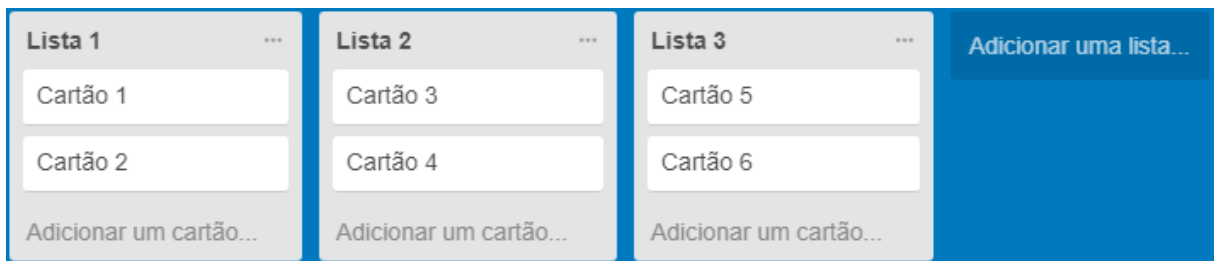 Lista 1 ...
Cartão 1
Cartão 2
Adicionar um cartão...
Lista 2 ...
Cartão 3
Cartão 4
Adicionar um cartão...
Lista 3 ...
Cartão 5
Cartão 6
Adicionar um cartão...
Adicionar uma lista...